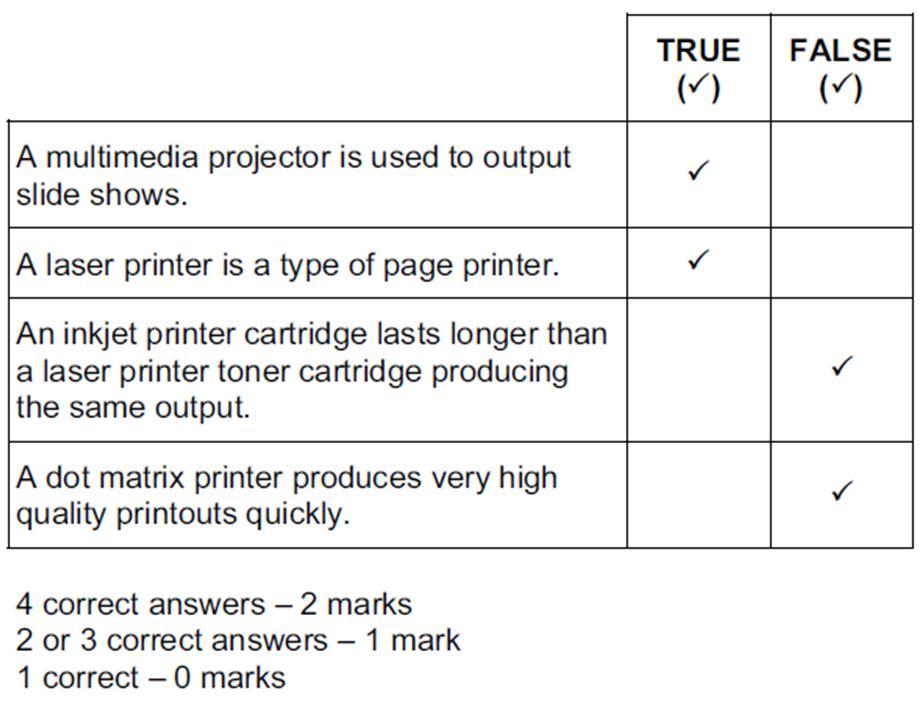 TRUE FALSE
(✓) (✓)
A multimedia projector is used to output
slide shows. ✓
A laser printer is a type of page printer. ✓
An inkjet printer cartridge lasts longer than
a laser printer toner cartridge producing ✓
the same output.
A dot matrix printer produces very high
quality printouts quickly. ✓
4 correct answers – 2 marks
2 or 3 correct answers – 1 mark
1 correct – 0 marks